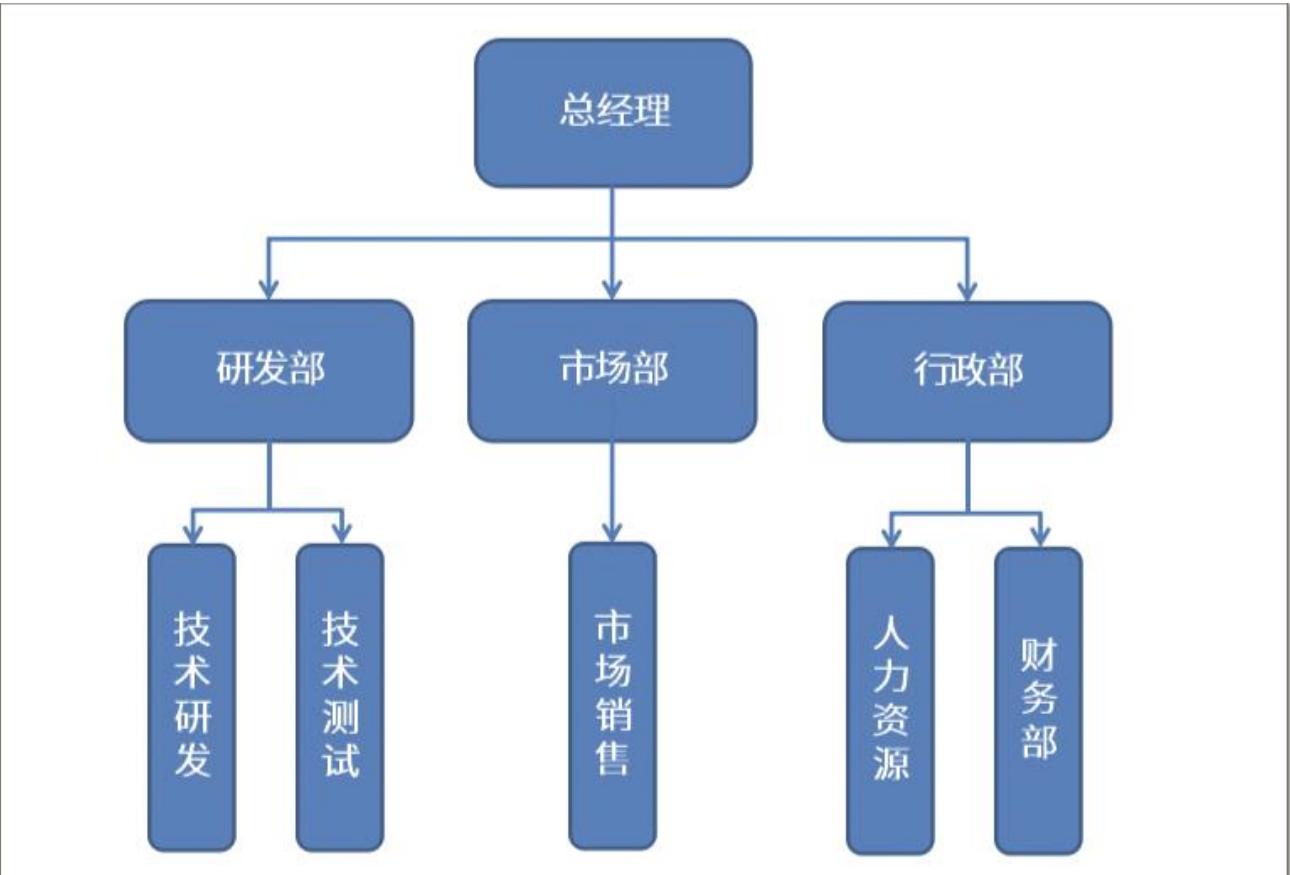 总经理
研发部
市场部
行政部
技术研发
技术测试
市场销售
人力资源
财务部